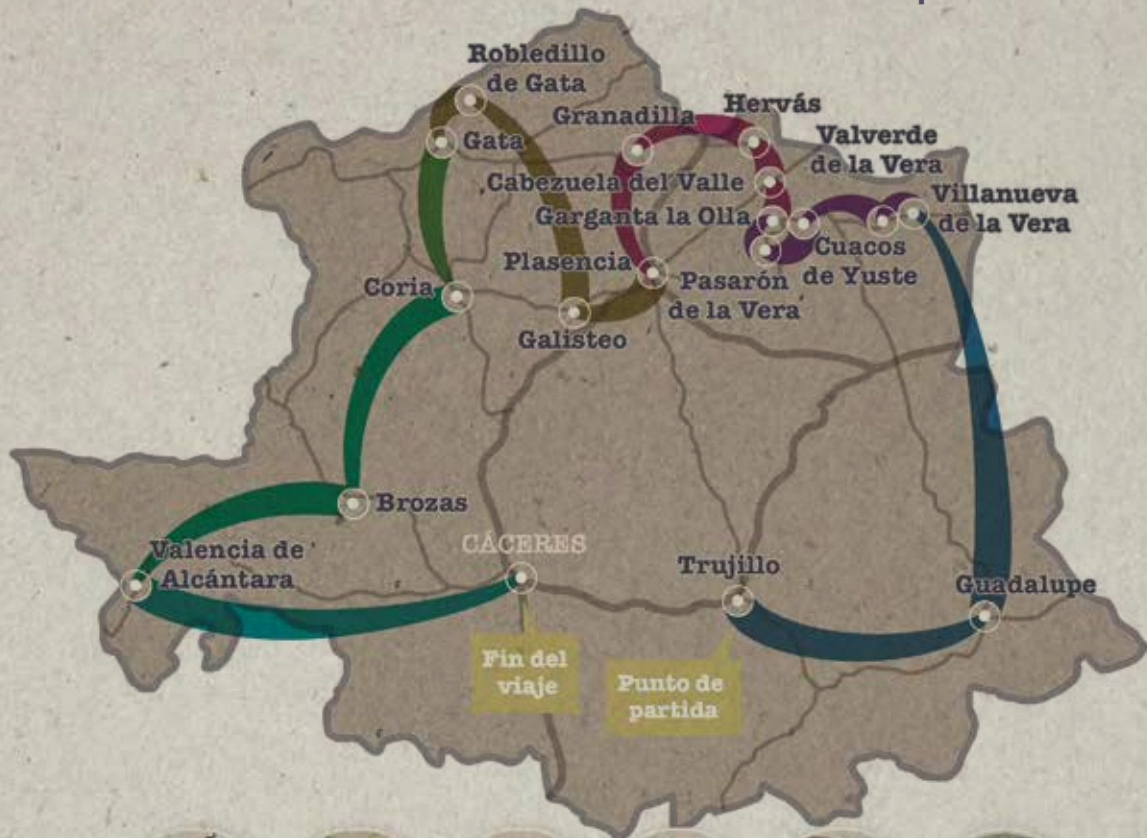 Robledillo
de Gata
Hervás
Granadilla
Gata
Valverde
de la Vera
Cabezuela del Valle
Villanueva
de la Vera
Garganta la Olla
Cuacos
de Yuste
Plasencia
Pasarón
de la Vera
Coria
Galisteo
Brozas
CÁCERES
Valencia de
Alcántara
Trujillo
Guadalupe
Fin del
viaje
Punto de
partida